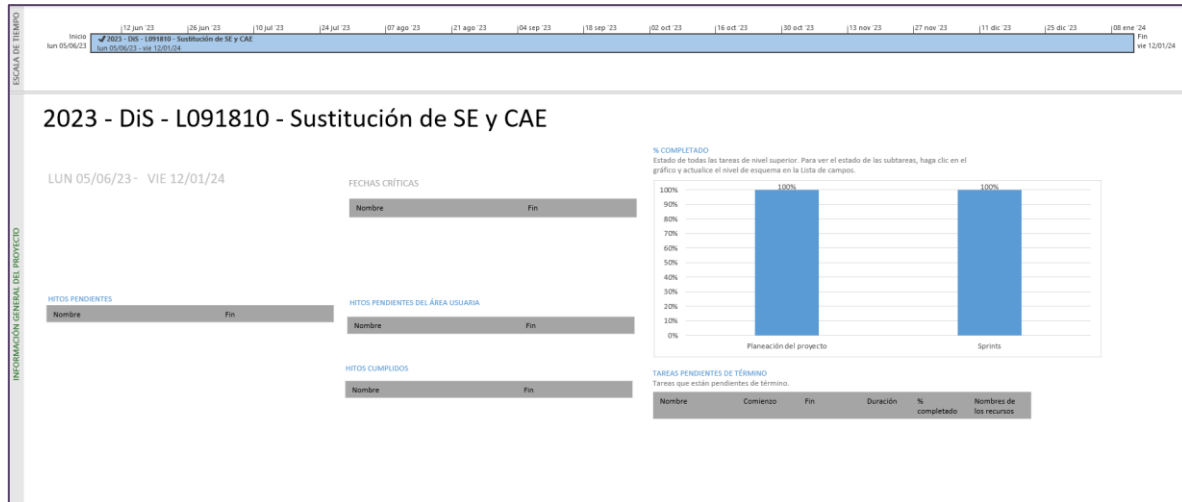 ESCALA DE TIEMPO
12 jun '23 26 jun '23 10 jul '23 24 jul '23 07 ago '23 21 ago '23 04 sep '23 18 sep '23 02 oct '23 16 oct '23 30 oct '23 13 nov '23 27 nov '23 11 dic '23 25 dic '23 08 ene '24
Inicio
lun 05/06/23
2023 - DiS - L091810 - Sustitución de SE y CAE
lun 05/06/23 - vie 12/01/24
Fin
vie 12/01/24
INFORMACIÓN GENERAL DEL PROYECTO
2023 - DiS - L091810 - Sustitución de SE y CAE
LUN 05/06/23 - VIE 12/01/24
FECHAS CRÍTICAS
Nombre Fin
HITOS PENDIENTES
Nombre Fin
HITOS PENDIENTES DEL ÁREA USUARIA
Nombre Fin
HITOS CUMPLIDOS
Nombre Fin
% COMPLETADO
Estado de todas las tareas de nivel superior. Para ver el estado de las subtareas, haga clic en el
gráfico y actualice el nivel de esquema en la Lista de campos.
100% 100%
100%
90%
80%
70%
60%
50%
40%
30%
20%
10%
0%
Planeación del proyecto Sprints
TAREAS PENDIENTES DE TÉRMINO
Tareas que están pendientes de término.
Nombre Comienzo Fin Duración % Nombres de
completado los recursos